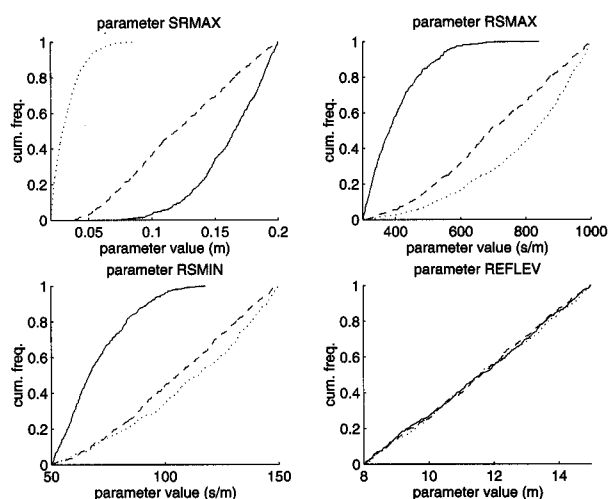 parameter SRMAX
1
0.8
0.6
0.4
0.2
0
cum. freq.
0.05 0.1 0.15 0.2
parameter value (m)
parameter RSMAX
1
0.8
0.6
0.4
0.2
0
cum. freq.
400 600 800 1000
parameter value (s/m)
parameter RSMIN
1
0.8
0.6
0.4
0.2
0
cum. freq.
50 100 150
parameter value (s/m)
parameter REFLEV
1
0.8
0.6
0.4
0.2
0
cum. freq.
8 10 12 14
parameter value (m)